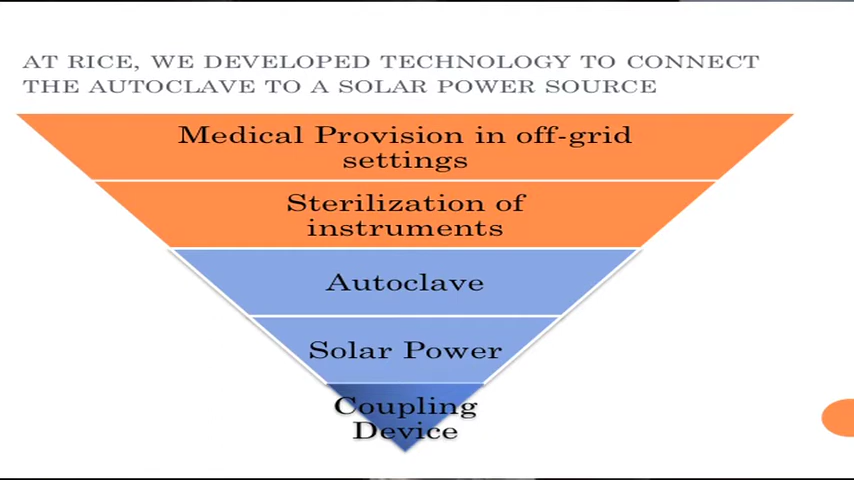 AT RICE, WE DEVELOPED TECHNOLOGY TO CONNECT
THE AUTOCLAVE TO A SOLAR POWER SOURCE
Medical Provision in off-grid
settings
Sterilization of
instruments
Autoclave
Solar Power
Coupling
Device